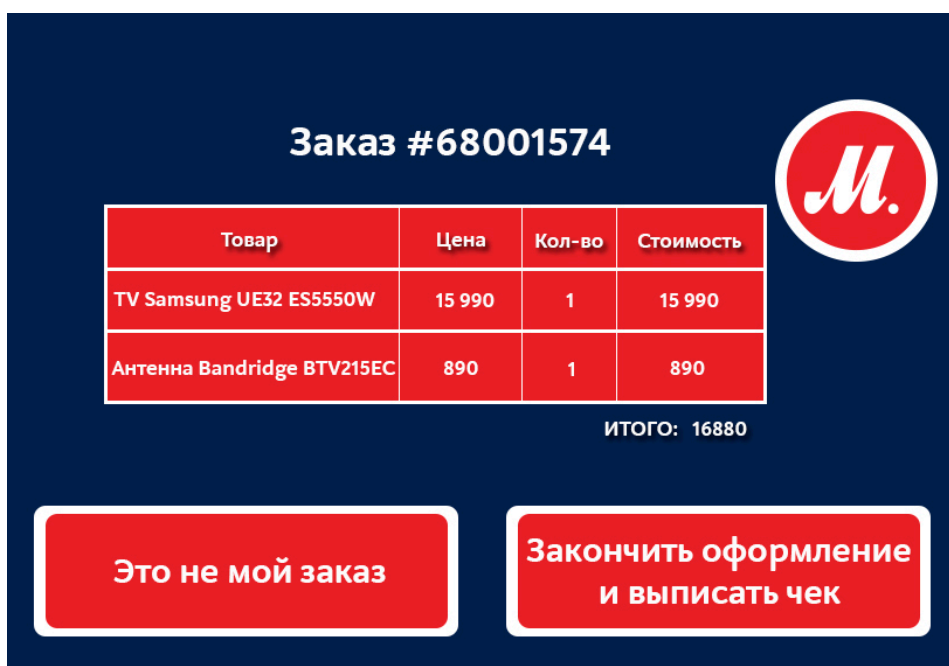 Заказ #68001574
М.
Товар Цена Кол-во Стоимость
TV Samsung UE32 ES5550W 15 990 1 15 990
Антенна Bandridge BTV215EC 890 1 890
ИТОГО: 16880
Это не мой заказ
Закончить оформление
и выписать чек